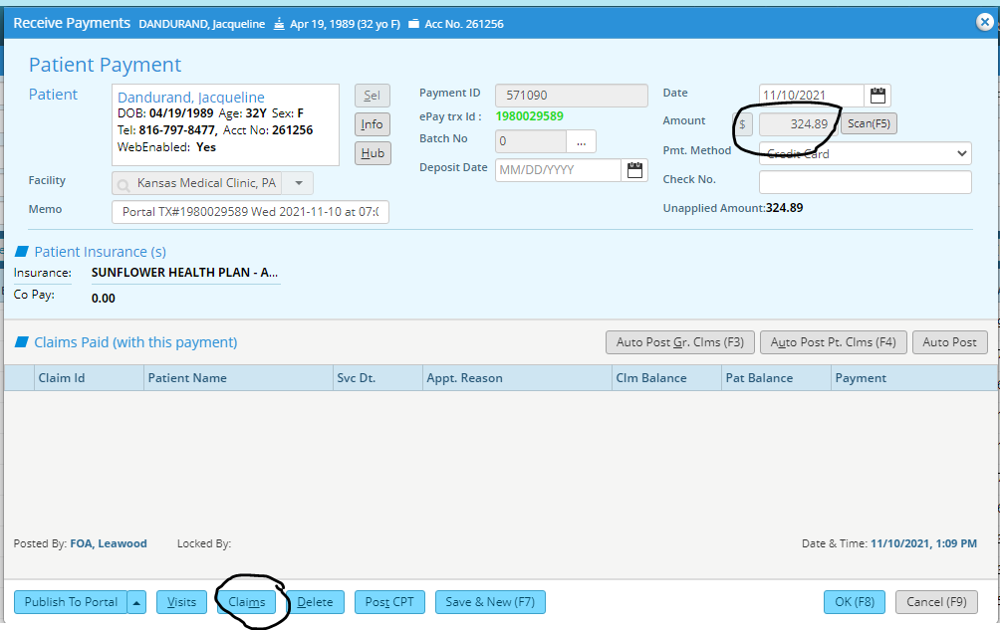 Receive Payments DANDURAND, Jacqueline Apr 19, 1989 (32 yo F) Acc No. 261256
Patient Payment
Patient
Dandurand, Jacqueline
DOB: 04/19/1989 Age: 32Y Sex: F
Tel: 816-797-8477, Acct No: 261256
WebEnabled: Yes
Sel
Info
Hub
Facility
Kansas Medical Clinic, PA
Memo
Portal TX#1980029589 Wed 2021-11-10 at 07:0
Payment ID 571090
ePay trx Id : 1980029589
Batch No 0 ...
Deposit Date MM/DD/YYYY
Date 11/10/2021
Amount $ 324.89 Scan(F5)
Pmt. Method Credit Card
Check No.
Unapplied Amount:324.89
Patient Insurance (s)
Insurance: SUNFLOWER HEALTH PLAN - A...
Co Pay: 0.00
Claims Paid (with this payment) Auto Post Gr. Clms (F3) Auto Post Pt. Clms (F4) Auto Post
Claim Id Patient Name Svc Dt. Appt. Reason Clm Balance Pat Balance Payment
Posted By: FOA, Leawood Locked By: Date & Time: 11/10/2021, 1:09 PM
Publish To Portal Visits Claims Delete Post CPT Save & New (F7) OK (F8) Cancel (F9)